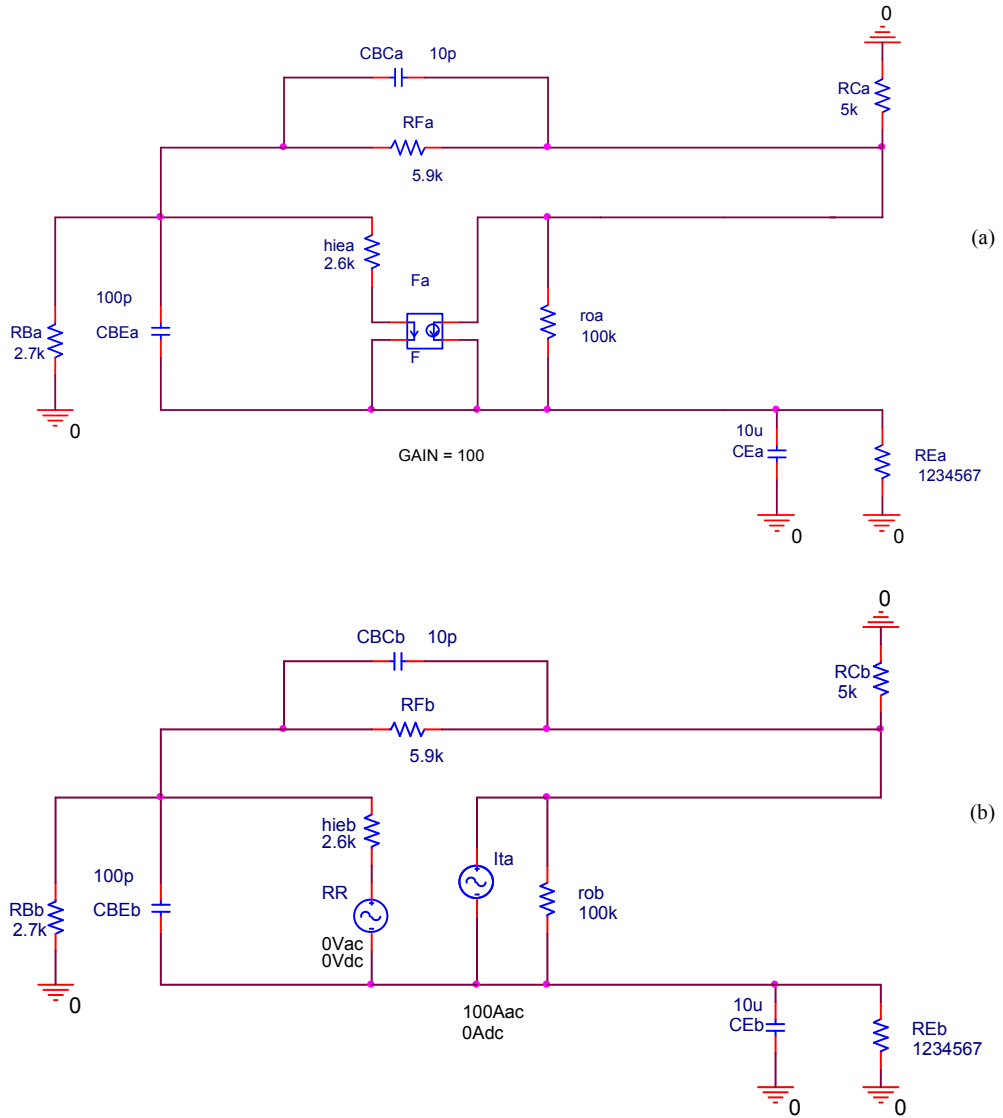 0
CBCa 10p
RCa
5k
RFa
5.9k
hiea
2.6k
Fa
(a)
100p
CBEa
RBa
2.7k
roa
100k
F
0
10u
CEa
REa
1234567
GAIN = 100
0
0
0
CBCb 10p
RCb
5k
RFb
5.9k
(b)
hieb
2.6k
Ita
100p
CBEb
RR
rob
100k
RBb
2.7k
0Vac
0Vdc
0
100Aac
0Adc
10u
CEb
REb
1234567
0
0